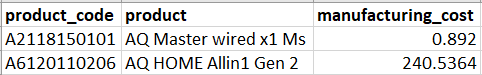 product_code product manufacturing_cost
A2118150101 AQ Master wired x1 Ms 0.892
A6120110206 AQ HOME Allin1 Gen 2 240.5364